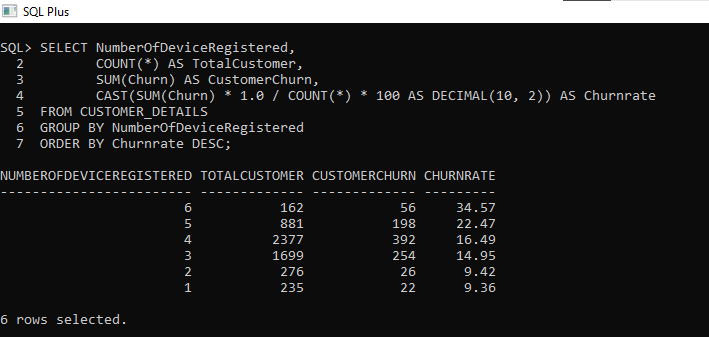 SQL Plus
SQL> SELECT NumberOfDeviceRegistered,
  2         COUNT(*) AS TotalCustomer,
  3         SUM(Churn) AS CustomerChurn,
  4         CAST(SUM(Churn) * 1.0 / COUNT(*) * 100 AS DECIMAL(10, 2)) AS Churnrate
  5  FROM CUSTOMER_DETAILS
  6  GROUP BY NumberOfDeviceRegistered
  7  ORDER BY Churnrate DESC;
NUMBEROFDEVICEREGISTERED TOTALCUSTOMER CUSTOMERCHURN CHURNRATE
------------------------ ------------- ------------- ---------
                       6           162            56     34.57
                       5           881           198     22.47
                       4          2377           392     16.49
                       3          1699           254     14.95
                       2           276            26      9.42
                       1           235            22      9.36
6 rows selected.